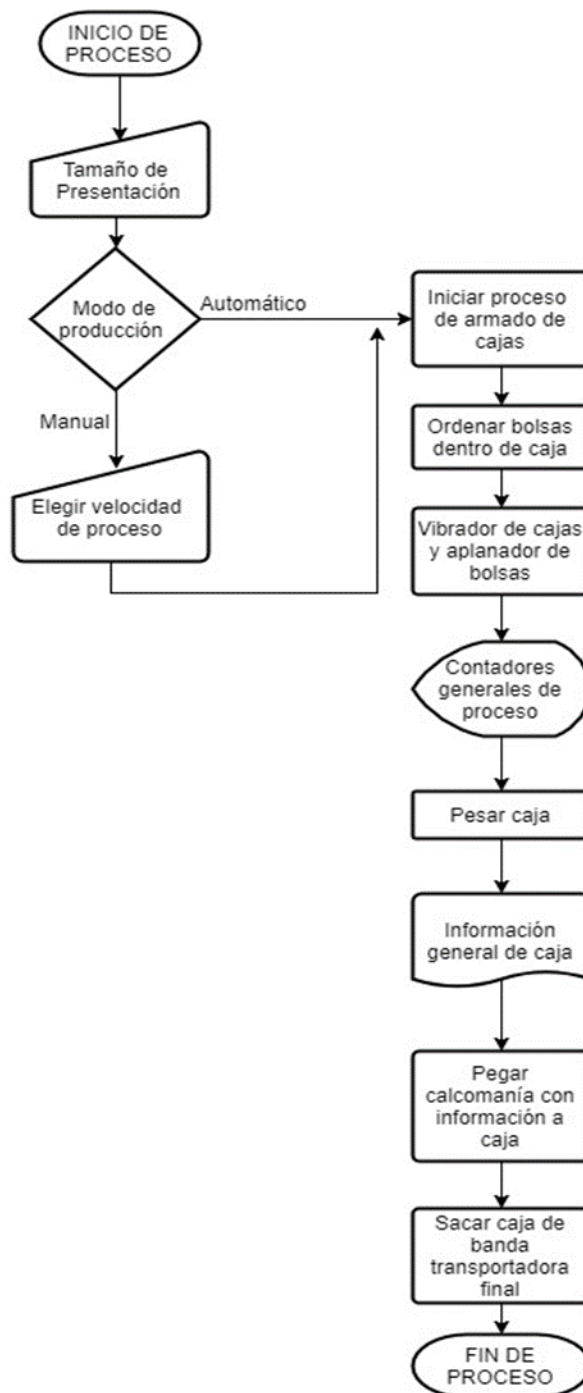 INICIO DE
PROCESO
Tamaño de
Presentación
Modo de
producción
Automático
Manual
Elegir velocidad
de proceso
Iniciar proceso
de armado de
cajas
Ordenar bolsas
dentro de caja
Vibrador de cajas
y aplanador de
bolsas
Contadores
generales de
proceso
Pesar caja
Información
general de caja
Pegar
calcomanía con
información a
caja
Sacar caja de
banda
transportadora
final
FIN DE
PROCESO